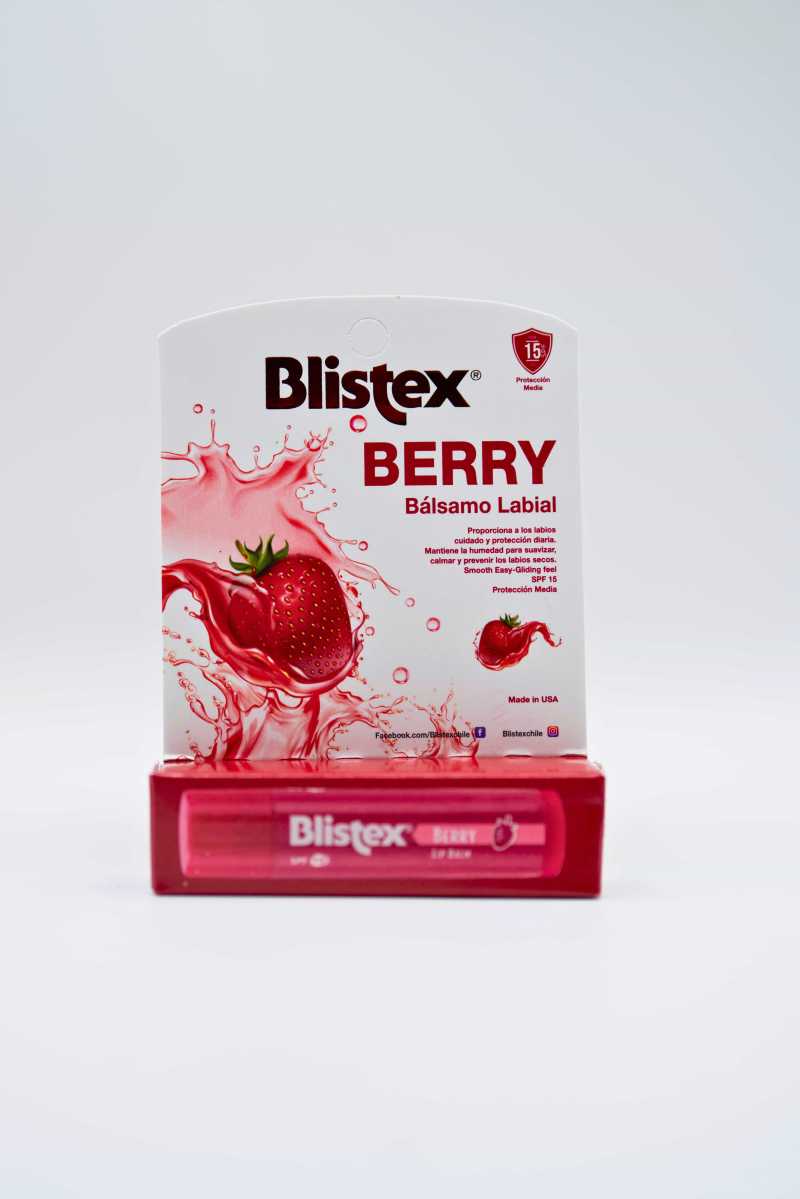 Blistex®
15
Protección
Media
BERRY
Bálsamo Labial
Proporciona a los labios
cuidado y protección diaria.
Mantiene la humedad para suavizar,
calmar y prevenir los labios secos.
Smooth Easy-Gliding feel
SPF 15
Protección Media
Made in USA
Facebook.com/Blistexchile
Blistexchile
Blistex® BERRY
LIP BALM
SPF